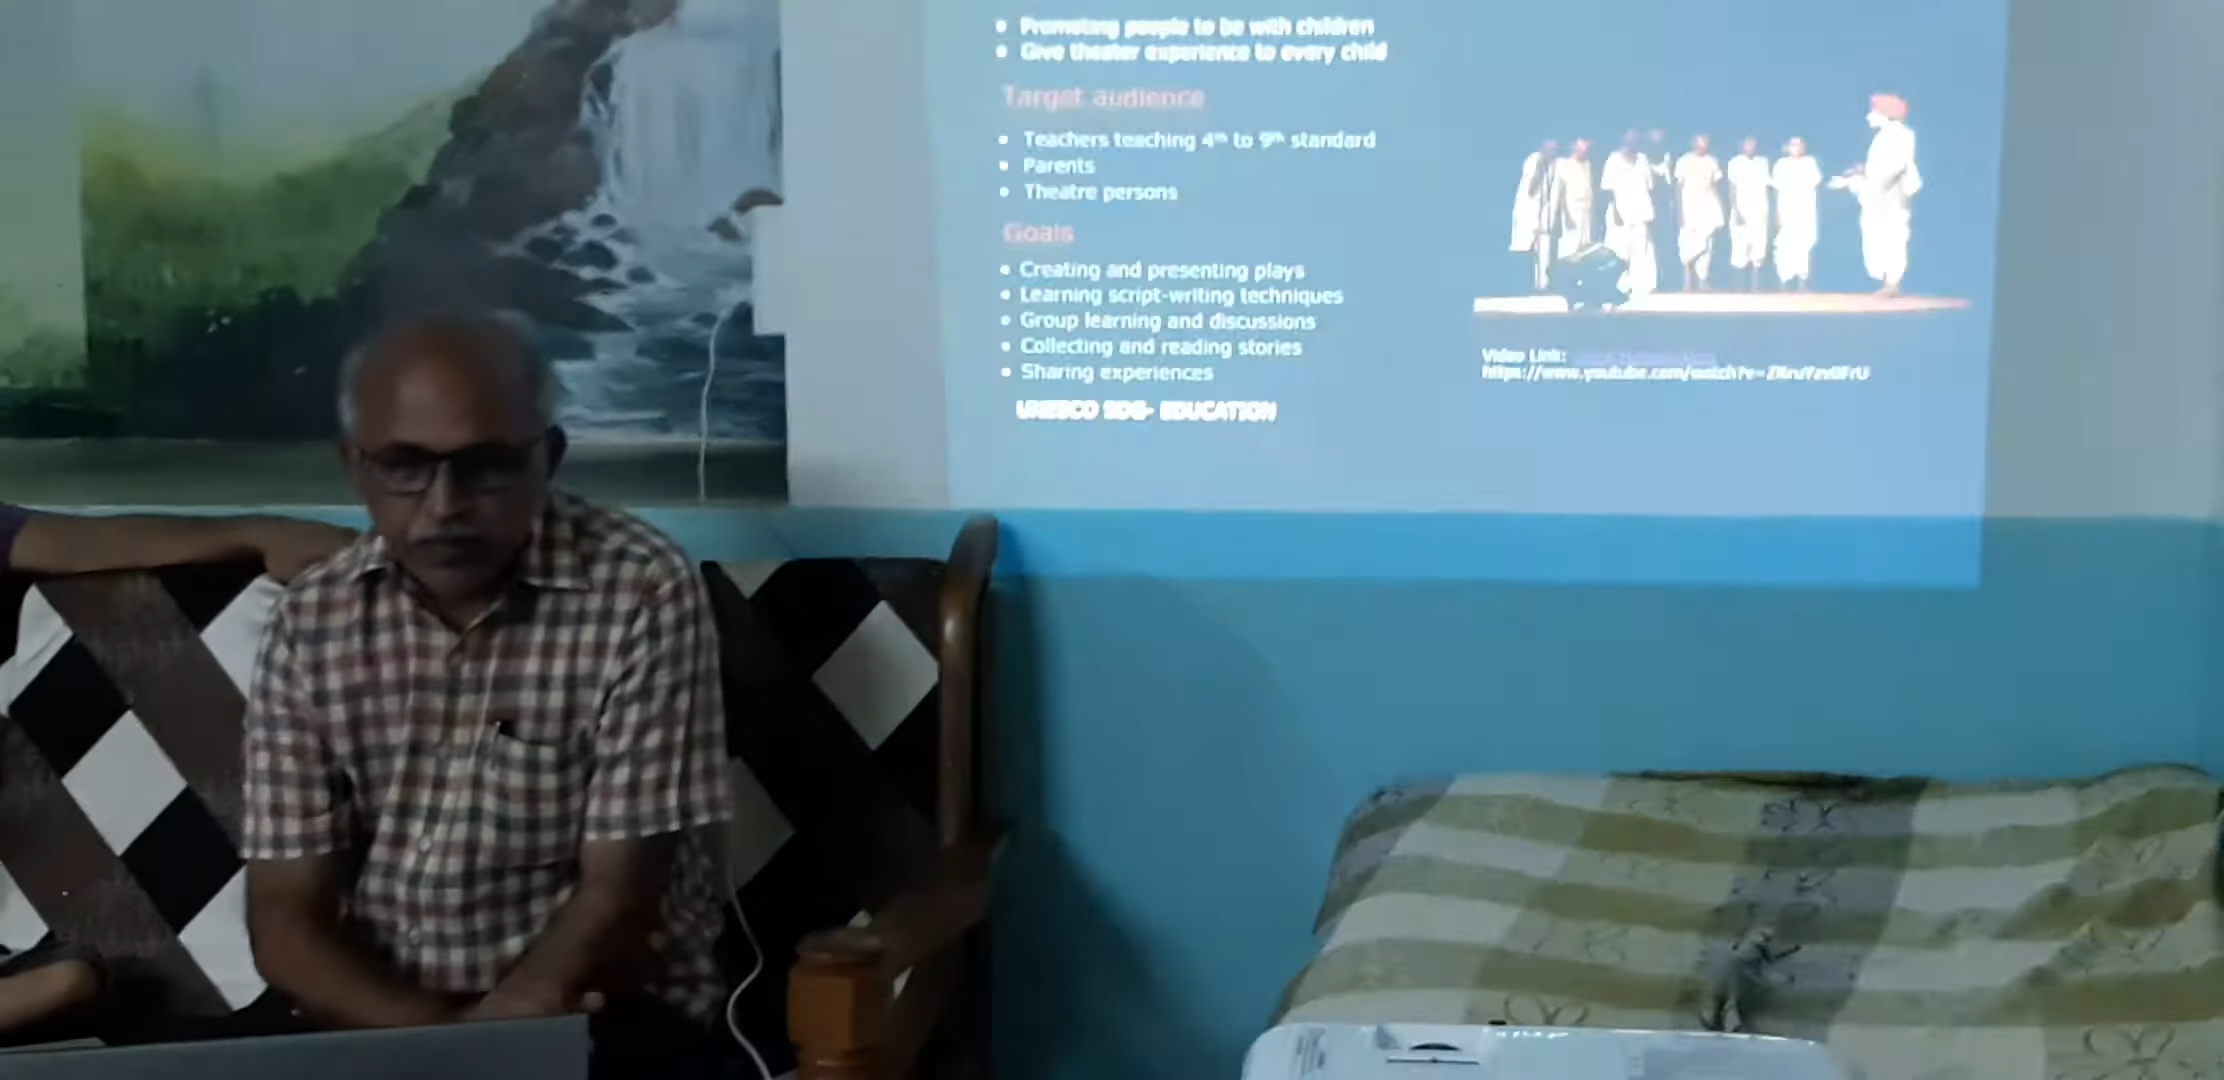 • Promoting people to be with children
• Give theater experience to every child
Target audience
• Teachers teaching 4th to 9th standard
• Parents
• Theatre persons
Goals
• Creating and presenting plays
• Learning script-writing techniques
• Group learning and discussions
• Collecting and reading stories
• Sharing experiences
UNESCO SDG- EDUCATION
Video Link: